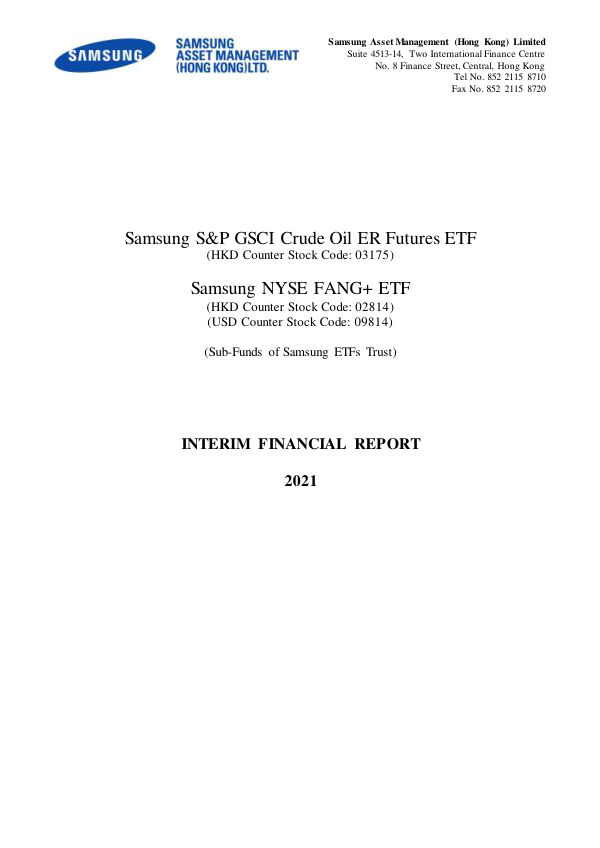 SAMSUNG
SAMSUNG
ASSET MANAGEMENT
(HONG KONG)LTD.
Samsung Asset Management (Hong Kong) Limited
Suite 4513-14, Two International Finance Centre
No. 8 Finance Street, Central, Hong Kong
Tel No. 852 2115 8710
Fax No. 852 2115 8720
Samsung S&P GSCI Crude Oil ER Futures ETF
(HKD Counter Stock Code: 03175)
Samsung NYSE FANG+ ETF
(HKD Counter Stock Code: 02814)
(USD Counter Stock Code: 09814)
(Sub-Funds of Samsung ETFs Trust)
INTERIM FINANCIAL REPORT
2021